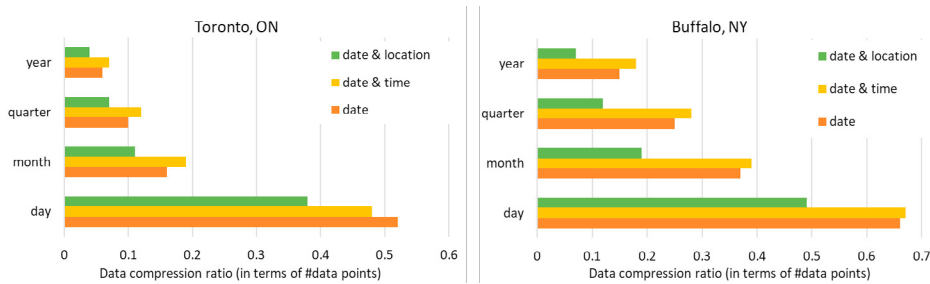 Toronto, ON
year
quarter
month
day
date & location
date & time
date
0 0.1 0.2 0.3 0.4 0.5 0.6
Data compression ratio (in terms of #data points)
Buffalo, NY
year
quarter
month
day
date & location
date & time
date
0 0.1 0.2 0.3 0.4 0.5 0.6 0.7
Data compression ratio (in terms of #data points)